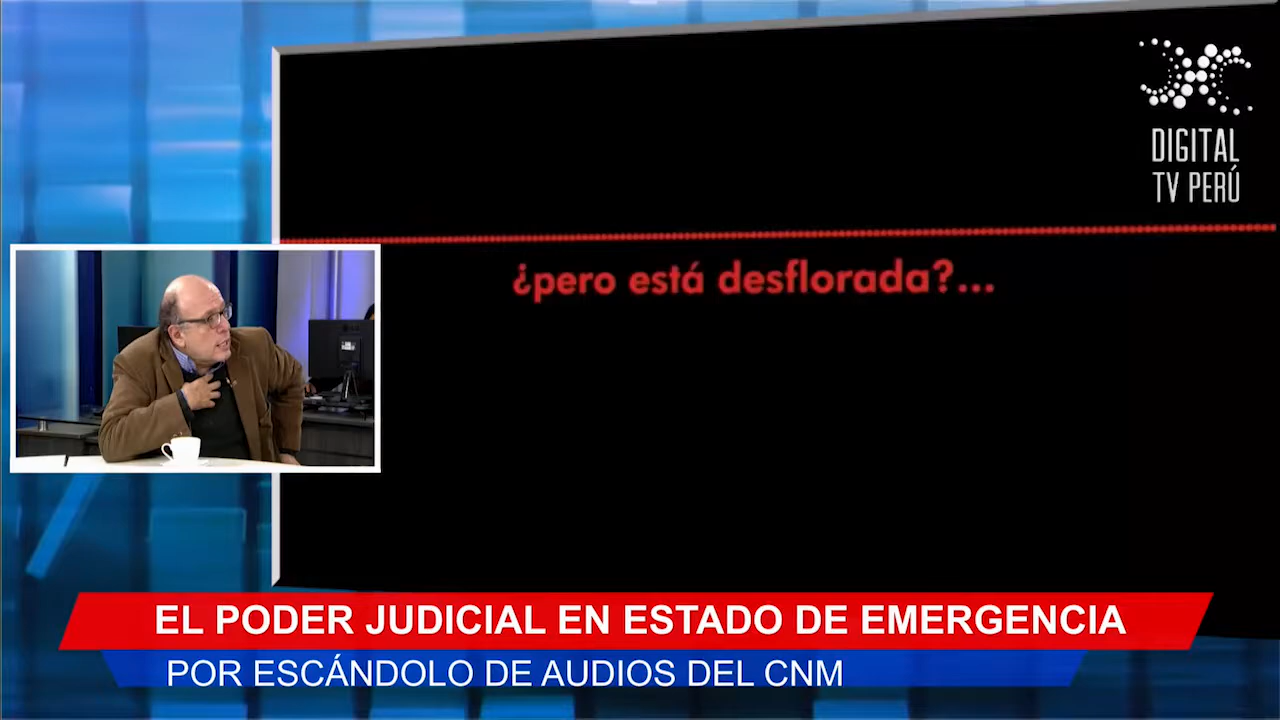 DIGITAL
TV PERÚ
¿pero está desflorada?...
EL PODER JUDICIAL EN ESTADO DE EMERGENCIA
POR ESCÁNDOLO DE AUDIOS DEL CNM